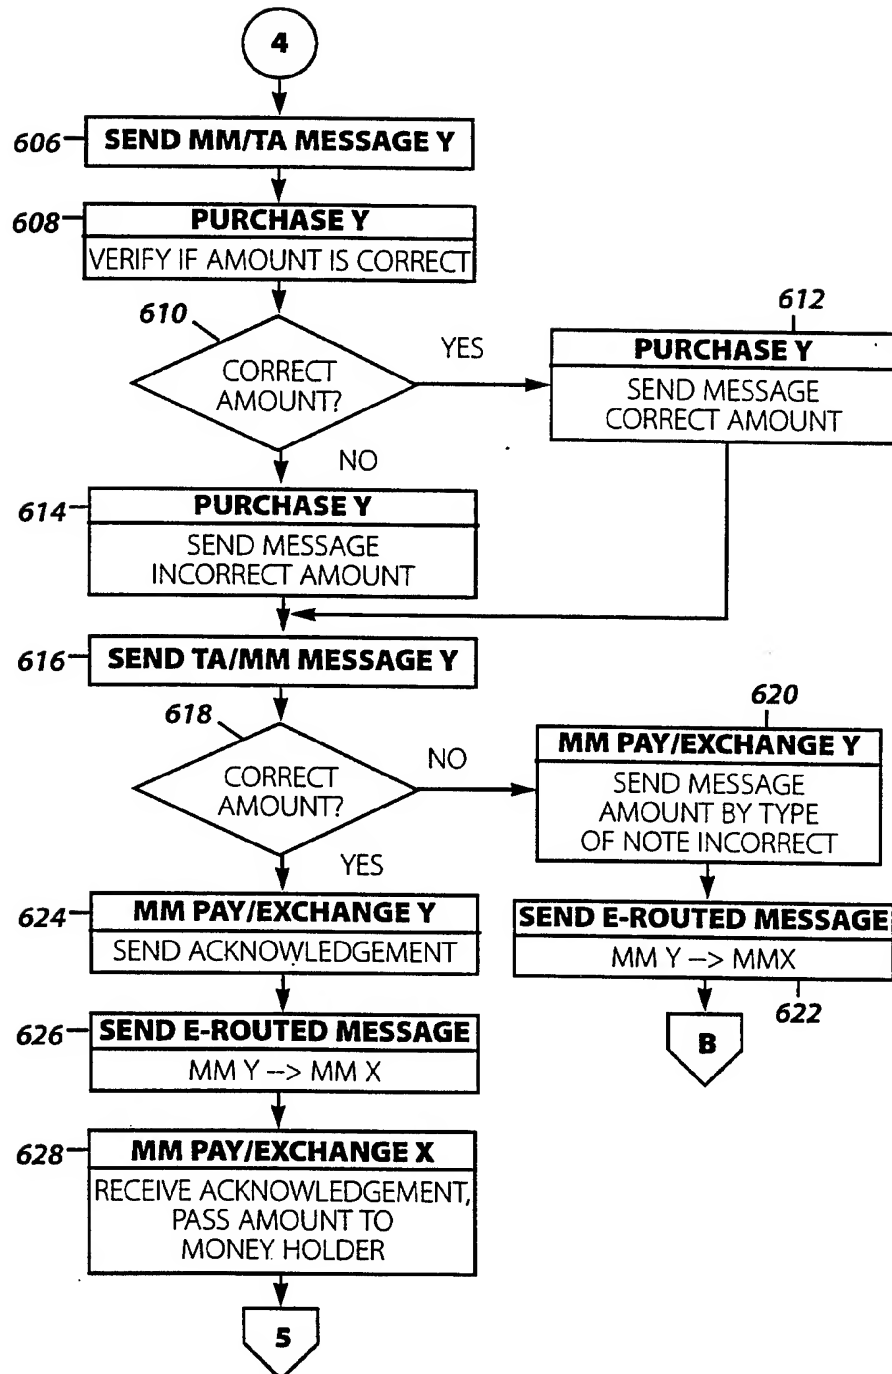 4
606
SEND MM/TA MESSAGE Y
608
PURCHASE Y
VERIFY IF AMOUNT IS CORRECT
610
CORRECT
AMOUNT?
YES
NO
612
PURCHASE Y
SEND MESSAGE
CORRECT AMOUNT
614
PURCHASE Y
SEND MESSAGE
INCORRECT AMOUNT
616
SEND TA/MM MESSAGE Y
618
CORRECT
AMOUNT?
NO
YES
620
MM PAY/EXCHANGE Y
SEND MESSAGE
AMOUNT BY TYPE
OF NOTE INCORRECT
SEND E-ROUTED MESSAGE
MM Y --> MMX
622
B
624
MM PAY/EXCHANGE Y
SEND ACKNOWLEDGEMENT
626
SEND E-ROUTED MESSAGE
MM Y --> MM X
628
MM PAY/EXCHANGE X
RECEIVE ACKNOWLEDGEMENT,
PASS AMOUNT TO
MONEY HOLDER
5